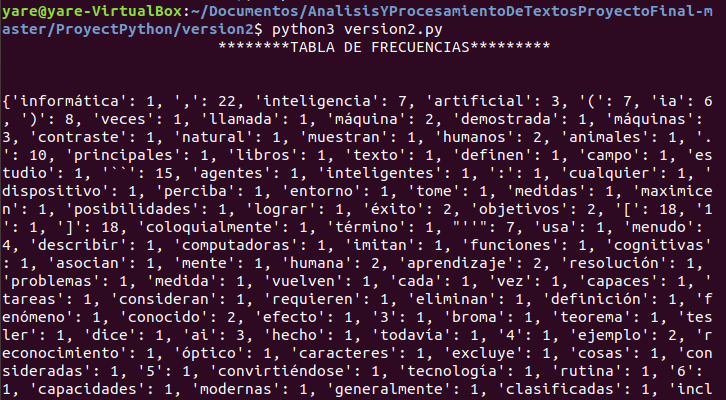 yare@yare-VirtualBox:~/Documentos/AnalisisYProcesamientoDeTextosProyectoFinal-m
aster/ProyectPython/version2$ python3 version2.py
********TABLA DE FRECUENCIAS*********
{'informática': 1, ',': 22, 'inteligencia': 7, 'artificial': 3, '(': 7, 'ia': 6
, ')': 8, 'veces': 1, 'llamada': 1, 'máquina': 2, 'demostrada': 1, 'máquinas':
3, 'contraste': 1, 'natural': 1, 'muestran': 1, 'humanos': 2, 'animales': 1, '.
': 10, 'principales': 1, 'libros': 1, 'texto': 1, 'definen': 1, 'campo': 1, 'es
tudio': 1, '``': 15, 'agentes': 1, 'inteligentes': 1, ':': 1, 'cualquier': 1, '
dispositivo': 1, 'perciba': 1, 'entorno': 1, 'tome': 1, 'medidas': 1, 'maximice
n': 1, 'posibilidades': 1, 'lograr': 1, 'éxito': 2, 'objetivos': 2, '[': 18, '1
': 1, ']': 18, 'coloquialmente': 1, 'término': 1, "''": 7, 'usa': 1, 'menudo':
4, 'describir': 1, 'computadoras': 1, 'imitan': 1, 'funciones': 1, 'cognitivas'
: 1, 'asocian': 1, 'mente': 1, 'humana': 2, 'aprendizaje': 2, 'resolución': 1,
'problemas': 1, 'medida': 1, 'vuelven': 1, 'cada': 1, 'vez': 1, 'capaces': 1, '
tareas': 1, 'consideran': 1, 'requieren': 1, 'eliminan': 1, 'definición': 1, 'f
enómeno': 1, 'conocido': 2, 'efecto': 1, '3': 1, 'broma': 1, 'teorema': 1, 'tes
ler': 1, 'dice': 1, 'ai': 3, 'hecho': 1, 'todavía': 1, '4': 1, 'ejemplo': 2, 'r
econocimiento': 1, 'óptico': 1, 'caracteres': 1, 'excluye': 1, 'cosas': 1, 'con
sideradas': 1, '5': 1, 'convirtiéndose': 1, 'tecnología': 1, 'rutina': 1, '6':
1, 'capacidades': 1, 'modernas': 1, 'generalmente': 1, 'clasificadas': 1, 'incl